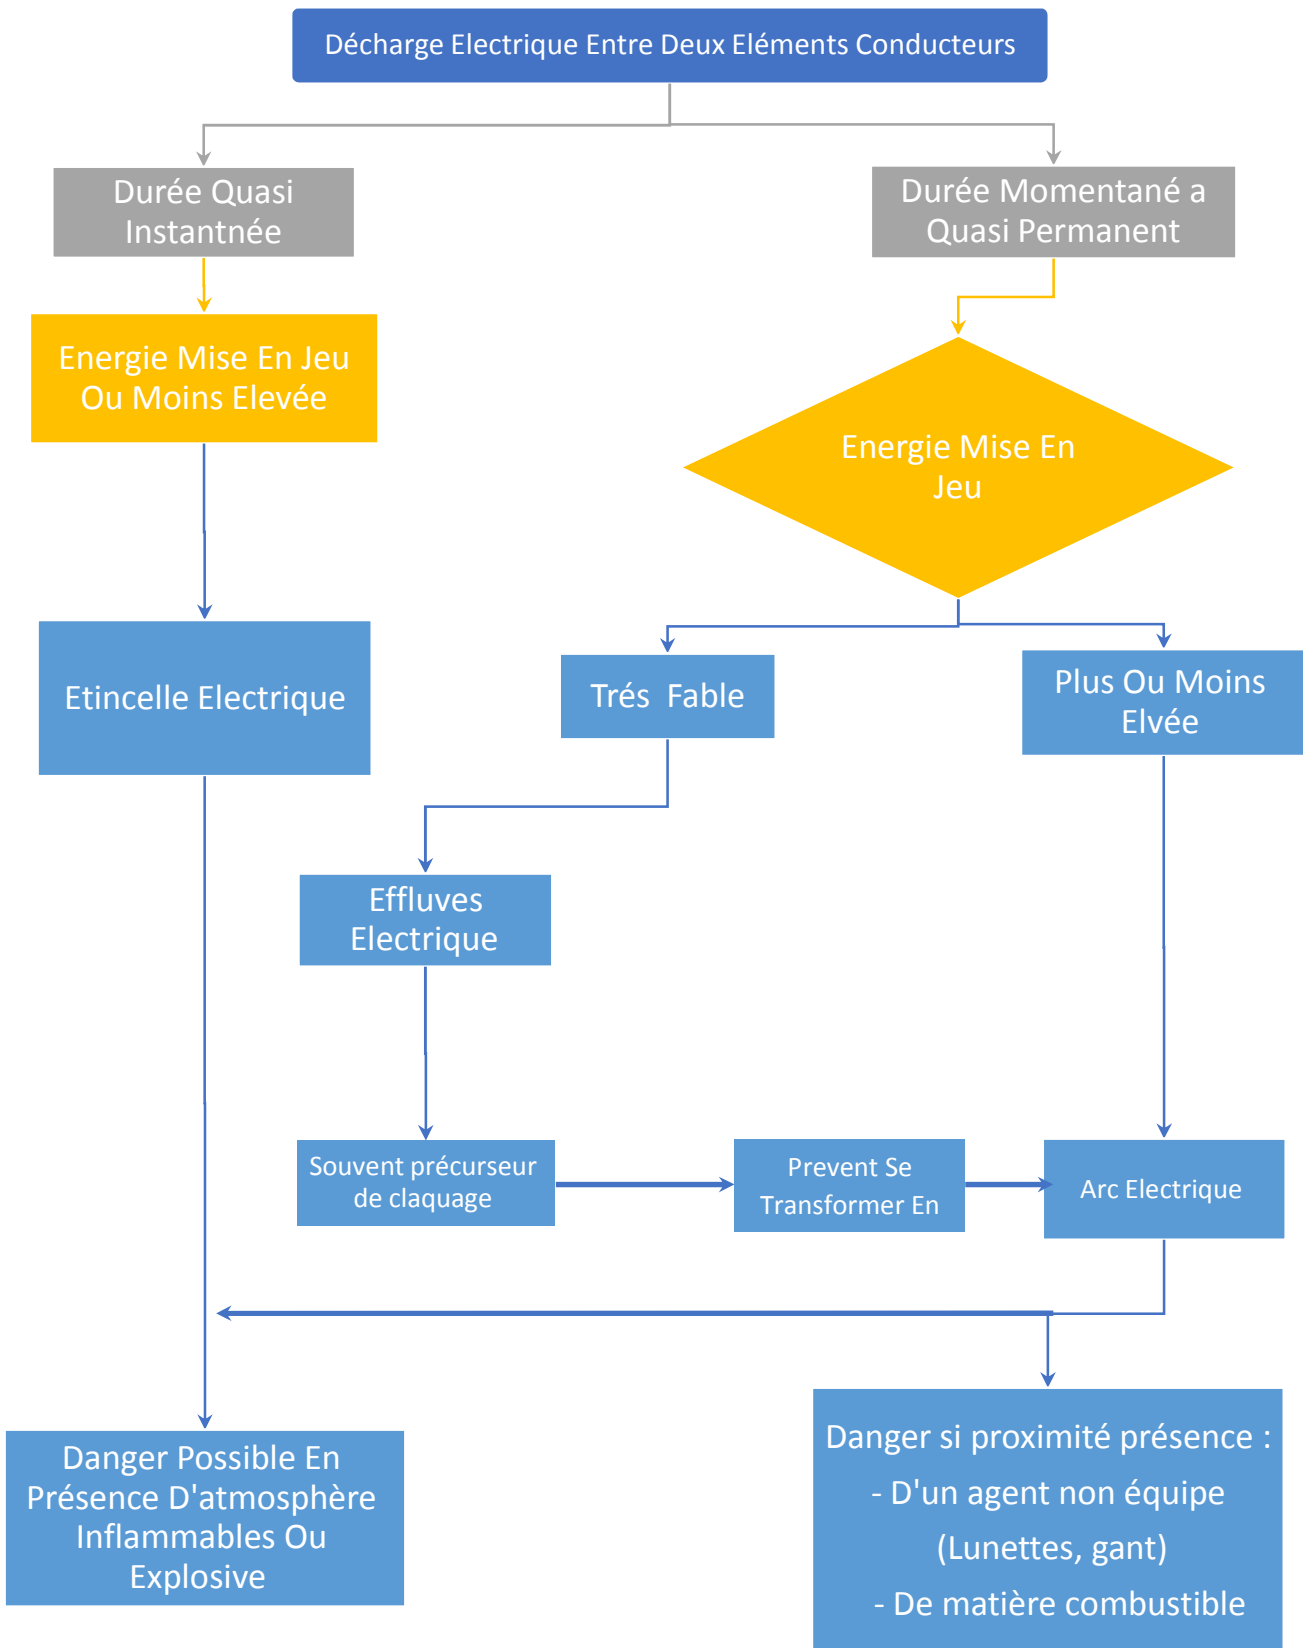 Décharge Electrique Entre Deux Eléments Conducteurs
Durée Quasi
Instantnée
Durée Momentané a
Quasi Permanent
Energie Mise En Jeu
Ou Moins Elevée
Energie Mise En
Jeu
Etincelle Electrique
Trés Fable
Plus Ou Moins
Elvée
Effluves
Electrique
Souvent précurseur
de claquage
Prevent Se
Transformer En
Arc Electrique
Danger Possible En
Présence D'atmosphère
Inflammables Ou
Explosive
Danger si proximité présence :
- D'un agent non équipe
(Lunettes, gant)
- De matière combustible